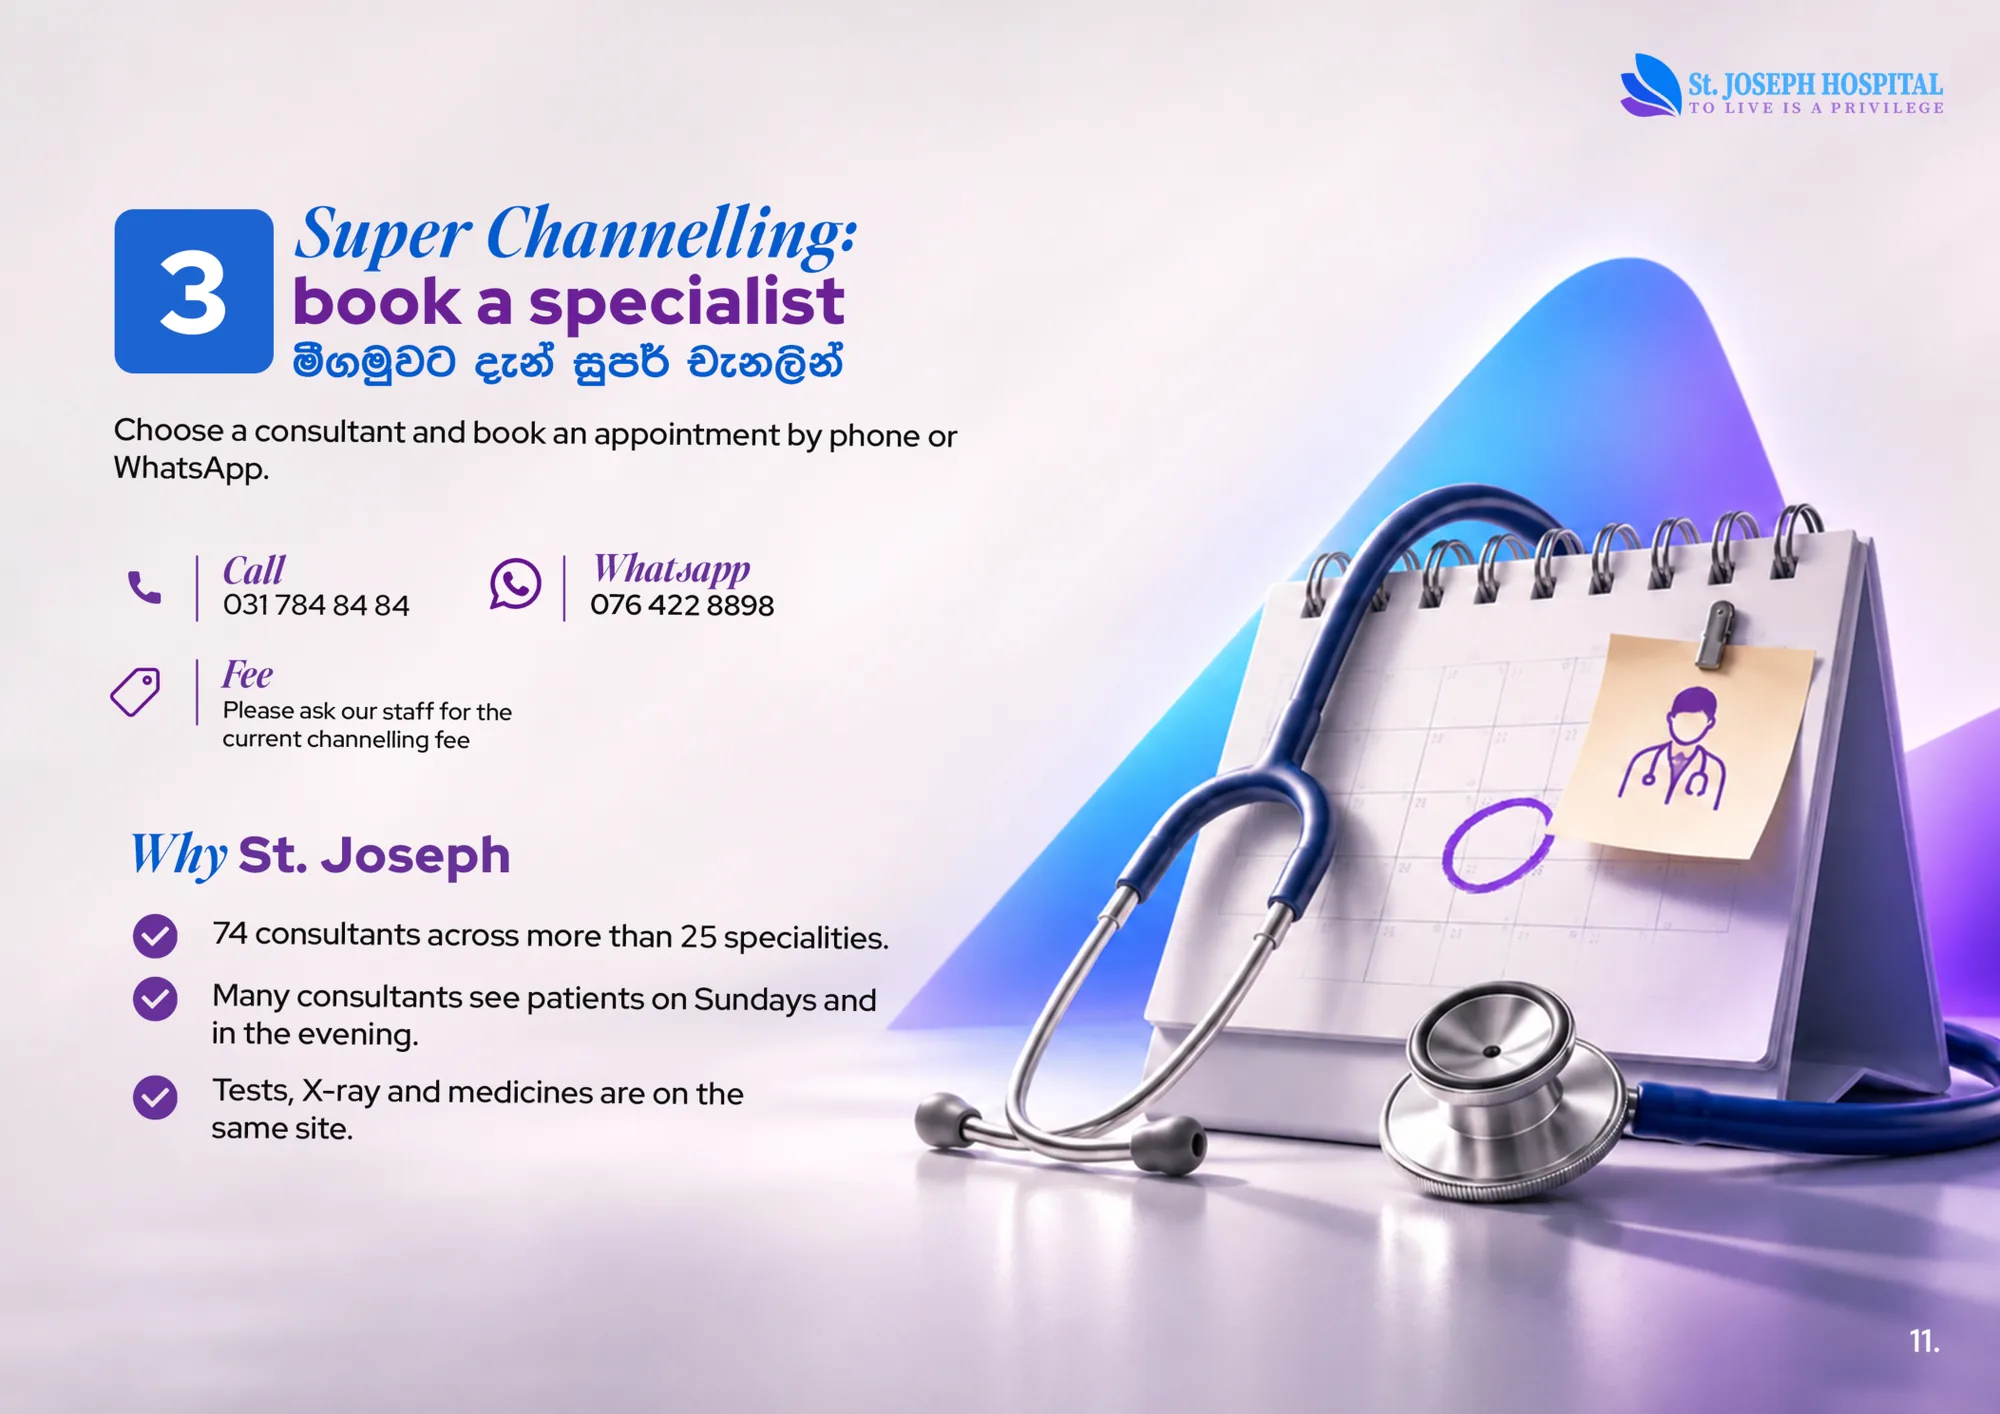 St. JOSEPH HOSPITAL
TO LIVE IS A PRIVILEGE
3
Super Channelling:
book a specialist
මීගමුවට දැන් සුපර් චැනලින්
Choose a consultant and book an appointment by phone or
WhatsApp.
Call
031 784 84 84
Whatsapp
076 422 8898
Fee
Please ask our staff for the
current channelling fee
Why St. Joseph
74 consultants across more than 25 specialities.
Many consultants see patients on Sundays and
in the evening.
Tests, X-ray and medicines are on the
same site.
11.